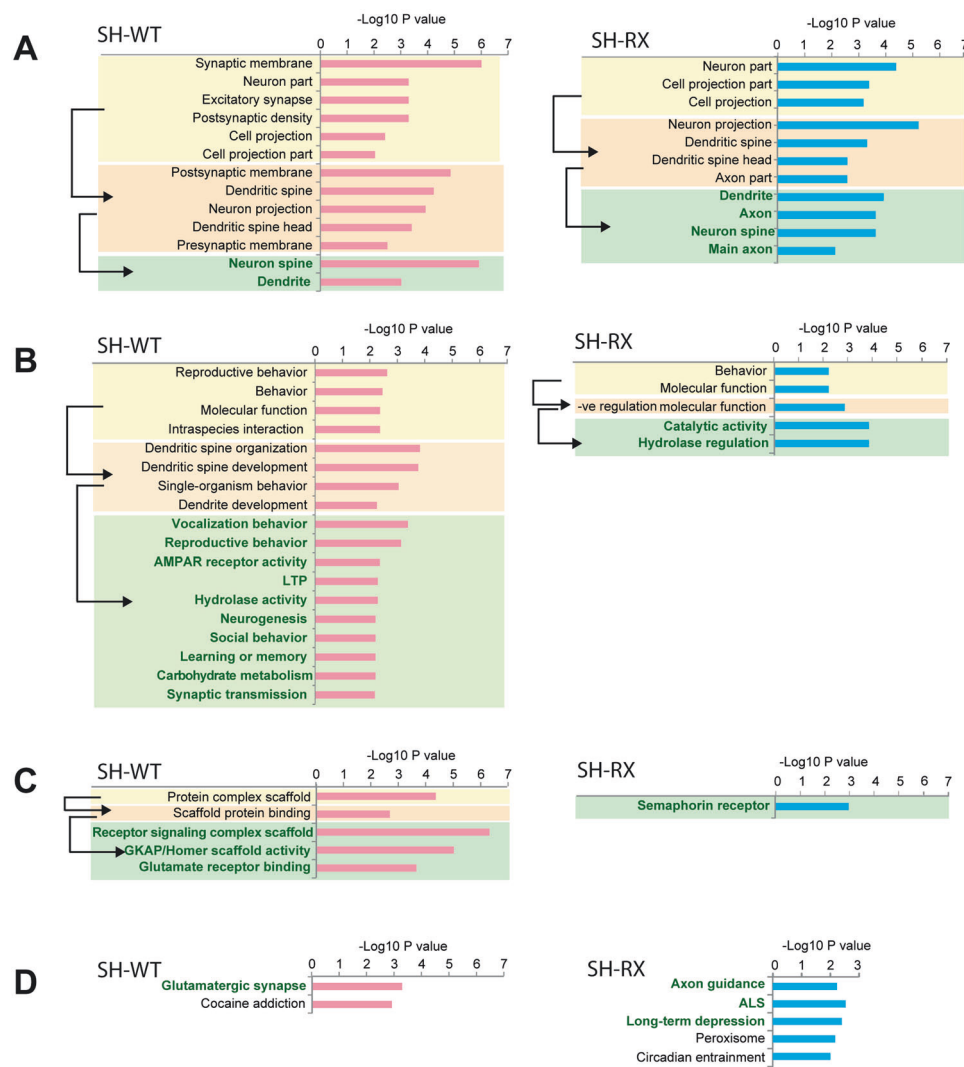 A
SH-WT
-Log10 P value
0 1 2 3 4 5 6 7
Synaptic membrane
Neuron part
Excitatory synapse
Postsynaptic density
Cell projection
Cell projection part
Postsynaptic membrane
Dendritic spine
Neuron projection
Dendritic spine head
Presynaptic membrane
Neuron spine
Dendrite
SH-RX
-Log10 P value
0 1 2 3 4 5 6 7
Neuron part
Cell projection part
Cell projection
Neuron projection
Dendritic spine
Dendritic spine head
Axon part
Dendrite
Axon
Neuron spine
Main axon
B
SH-WT
-Log10 P value
0 1 2 3 4 5 6 7
Reproductive behavior
Behavior
Molecular function
Intraspecies interaction
Dendritic spine organization
Dendritic spine development
Single-organism behavior
Dendrite development
Vocalization behavior
Reproductive behavior
AMPAR receptor activity
LTP
Hydrolase activity
Neurogenesis
Social behavior
Learning or memory
Carbohydrate metabolism
Synaptic transmission
SH-RX
-Log10 P value
0 1 2 3 4 5 6 7
Behavior
Molecular function
-ve regulation molecular function
Catalytic activity
Hydrolase regulation
C
SH-WT
-Log10 P value
0 1 2 3 4 5 6 7
Protein complex scaffold
Scaffold protein binding
Receptor signaling complex scaffold
GKAP/Homer scaffold activity
Glutamate receptor binding
SH-RX
-Log10 P value
0 1 2 3 4 5 6 7
Semaphorin receptor
D
SH-WT
-Log10 P value
0 1 2 3 4 5 6 7
Glutamatergic synapse
Cocaine addiction
SH-RX
-Log10 P value
0 1 2 3
Axon guidance
ALS
Long-term depression
Peroxisome
Circadian entrainment